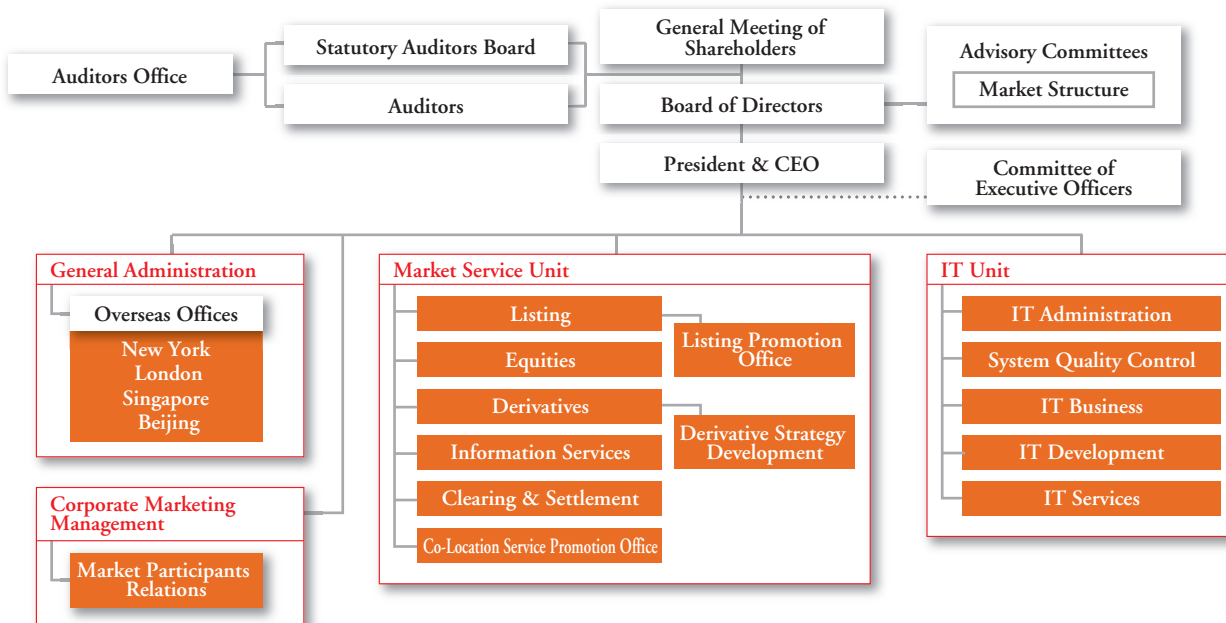 General Meeting of
Shareholders
Statutory Auditors Board
Auditors Office
Auditors
Board of Directors
Advisory Committees
Market Structure
President & CEO
Committee of
Executive Officers
General Administration
Overseas Offices
New York
London
Singapore
Beijing
Corporate Marketing
Management
Market Participants
Relations
Market Service Unit
Listing
Listing Promotion
Office
Equities
Derivatives
Derivative Strategy
Development
Information Services
Clearing & Settlement
Co-Location Service Promotion Office
IT Unit
IT Administration
System Quality Control
IT Business
IT Development
IT Services